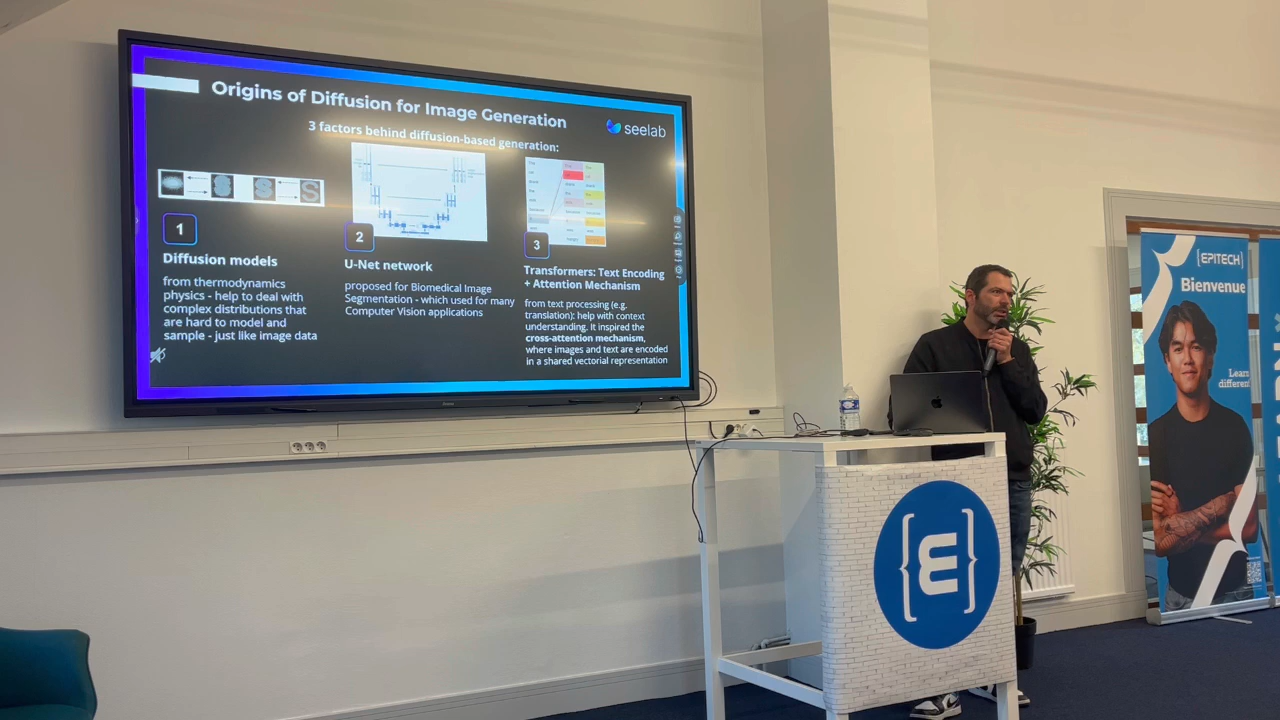 Origins of Diffusion for Image Generation
seelab
3 factors behind diffusion-based generation:
1
Diffusion models
from thermodynamics
physics - help to deal with
complex distributions that
are hard to model and
sample - just like image data
2
U-Net network
proposed for Biomedical Image
Segmentation - which used for many
Computer Vision applications
3
Transformers: Text Encoding
+ Attention Mechanism
from text processing (e.g.
translation): help with context
understanding. It inspired the
cross-attention mechanism,
where images and text are encoded
in a shared vectorial representation
{EPITECH}
Bienvenue
Learn
different
{E}